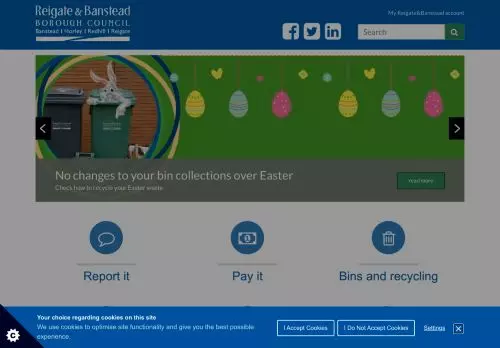 Reigate & Banstead
BOROUGH COUNCIL
Banstead | Horley | Redhill | Reigate
My Reigate&Banstead account
Search
No changes to your bin collections over Easter
Check how to recycle your Easter waste
read more
Report it
Pay it
Bins and recycling
Your choice regarding cookies on this site
We use cookies to optimise site functionality and give you the best possible
experience.
I Accept Cookies
I Do Not Accept Cookies
Settings